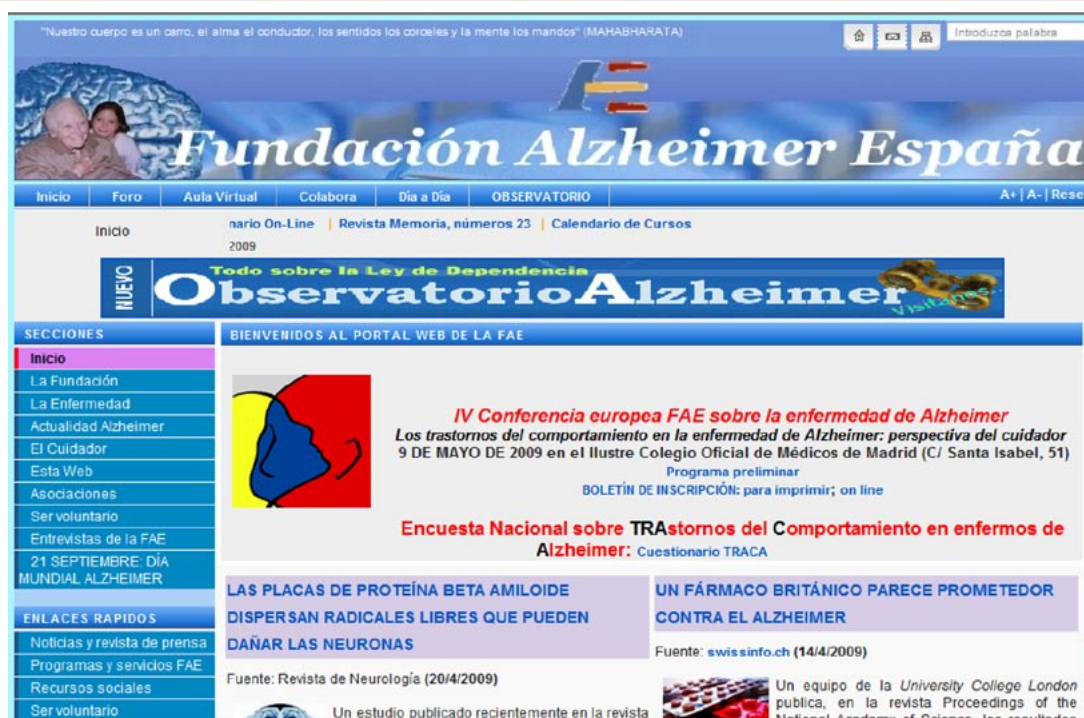 "Nuestro cuerpo es un carro, el alma el conductor, los sentidos los corceles y la mente los mandos" (MAHABHARATA)
Introduzca palabra
Fundación Alzheimer España
Inicio
Foro
Aula Virtual
Colabora
Día a Día
OBSERVATORIO
A+ | A- | Rese
Inicio
nario On-Line | Revista Memoria, números 23 | Calendario de Cursos
2009
NUEVO
Todo sobre la Ley de Dependencia
ObservatorioAlzheimer
Visítanos...
SECCIONES
Inicio
La Fundación
La Enfermedad
Actualidad Alzheimer
El Cuidador
Esta Web
Asociaciones
Ser voluntario
Entrevistas de la FAE
21 SEPTIEMBRE: DÍA
MUNDIAL ALZHEIMER
ENLACES RAPIDOS
Noticias y revista de prensa
Programas y servicios FAE
Recursos sociales
Ser voluntario
BIENVENIDOS AL PORTAL WEB DE LA FAE
IV Conferencia europea FAE sobre la enfermedad de Alzheimer
Los trastornos del comportamiento en la enfermedad de Alzheimer: perspectiva del cuidador
9 DE MAYO DE 2009 en el Ilustre Colegio Oficial de Médicos de Madrid (C/ Santa Isabel, 51)
Programa preliminar
BOLETÍN DE INSCRIPCIÓN: para imprimir; on line
Encuesta Nacional sobre TRAstornos del Comportamiento en enfermos de
Alzheimer: Cuestionario TRACA
LAS PLACAS DE PROTEÍNA BETA AMILOIDE
DISPERSAN RADICALES LIBRES QUE PUEDEN
DAÑAR LAS NEURONAS
Fuente: Revista de Neurología (20/4/2009)
Un estudio publicado recientemente en la revista
UN FÁRMACO BRITÁNICO PARECE PROMETEDOR
CONTRA EL ALZHEIMER
Fuente: swissinfo.ch (14/4/2009)
Un equipo de la University College London
publica, en la revista Proceedings of the